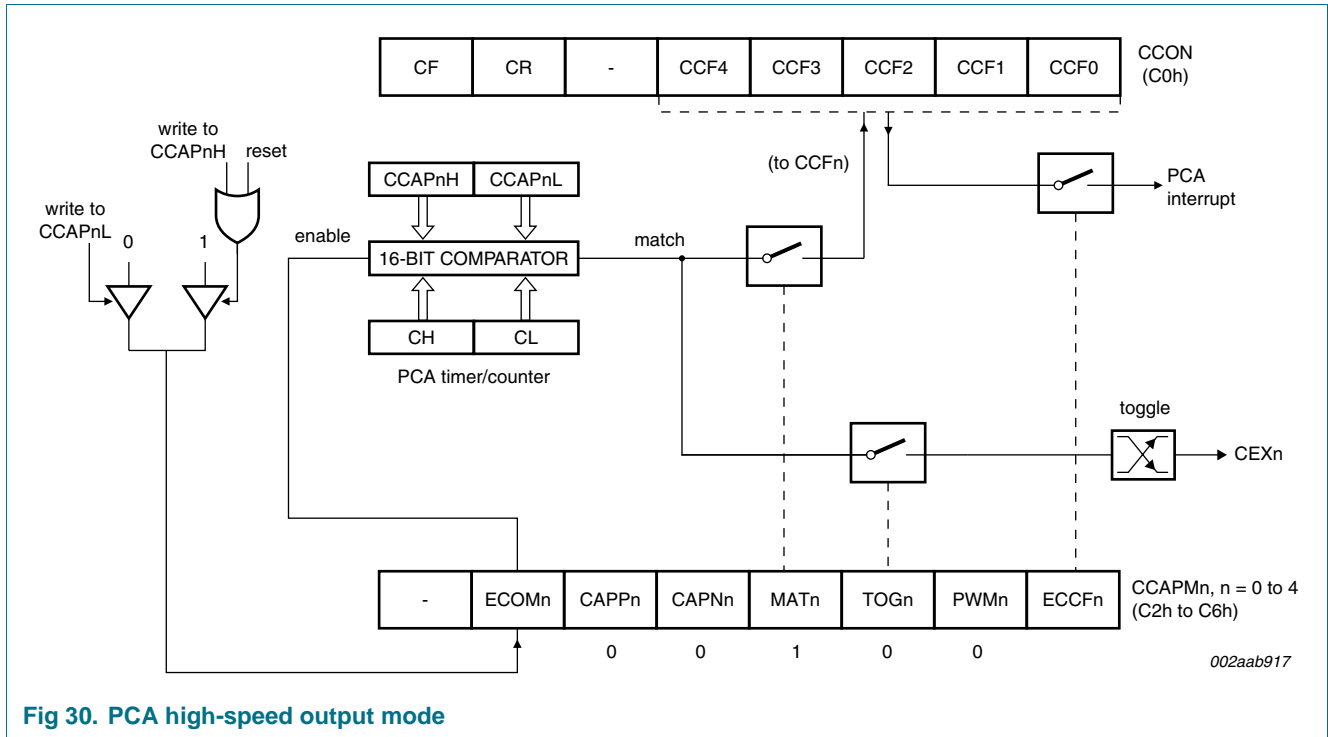 CF CR - CCF4 CCF3 CCF2 CCF1 CCF0
CCON
(C0h)
write to
CCAPnH
reset
write to
CCAPnL
0
1
enable
CCAPnH CCAPnL
16-BIT COMPARATOR
CH CL
PCA timer/counter
match
(to CCFn)
PCA
interrupt
toggle
CEXn
- ECOMn CAPPn CAPNn MATn TOGn PWMn ECCFn
CCAPMn, n = 0 to 4
(C2h to C6h)
0 0 1 0 0
002aab917
Fig 30. PCA high-speed output mode